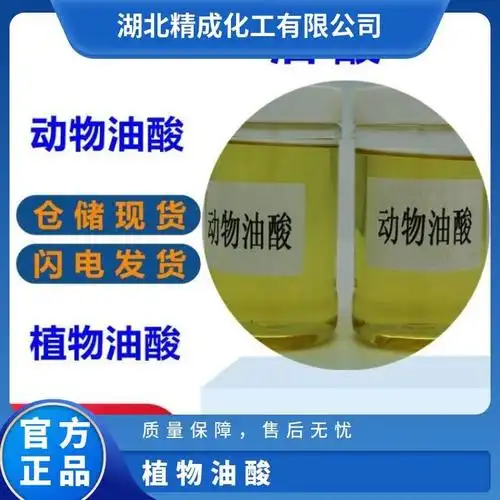 湖北精成化工有限公司
油酸
动物油酸
仓储现货
闪电发货
植物油酸
动物油酸
动物油酸
官方
正品
质量保障，售后无忧
植物油酸